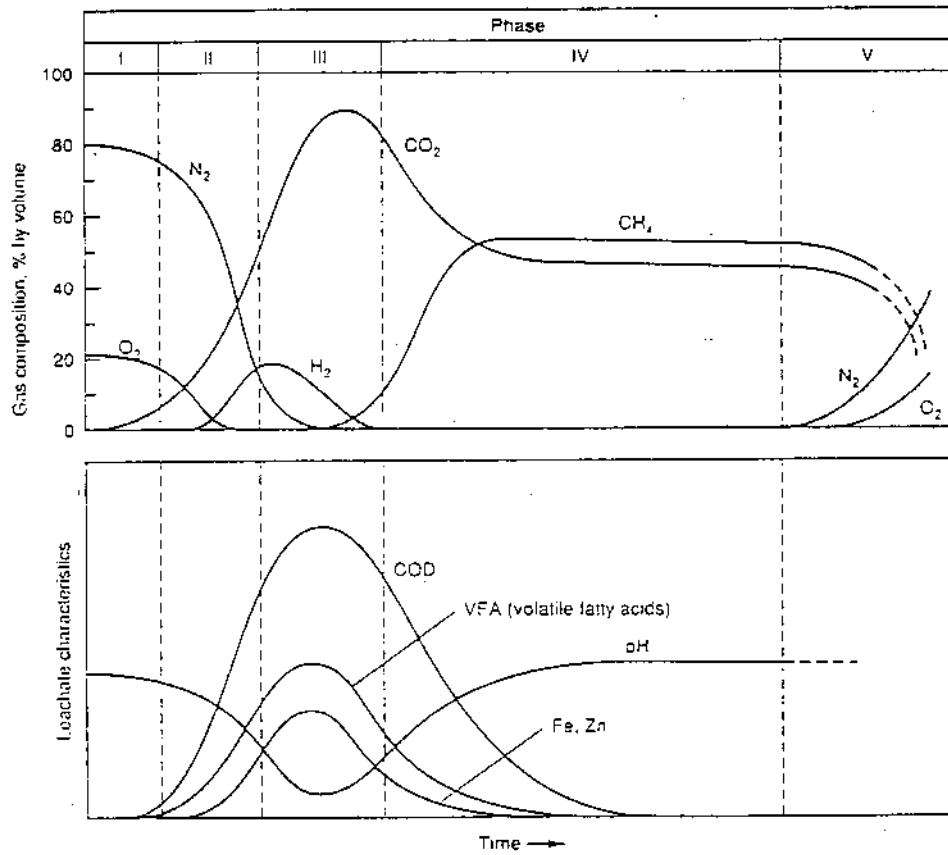 Phase
I II III IV V
Gas composition, % by volume
100
80
60
40
20
0
N₂
O₂
H₂
CO₂
CH₄
N₂
O₂
Leachate characteristics
COD
VFA (volatile fatty acids)
pH
Fe, Zn
Time →